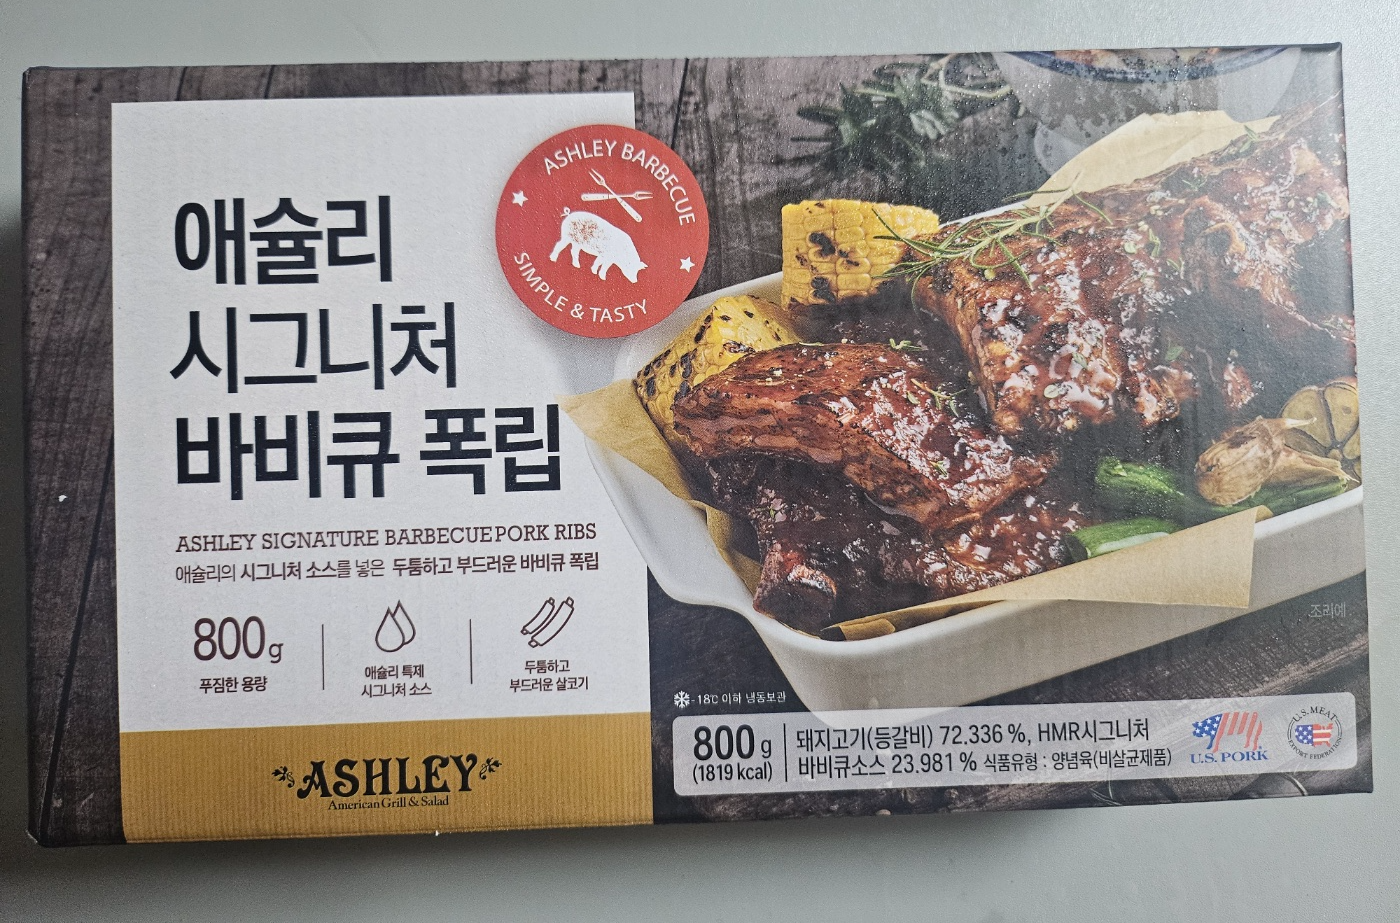 애슐리
시그니처
바비큐 폭립
ASHLEY BARBECUE
SIMPLE & TASTY
ASHLEY SIGNATURE BARBECUE PORK RIBS
애슐리의 시그니처 소스를 넣은 두툼하고 부드러운 바비큐 폭립
800g
푸짐한 용량
애슐리 특제
시그니처 소스
두툼하고
부드러운 살코기
ASHLEY
American Grill & Salad
조리예
-18℃ 이하 냉동보관
800g
(1819 kcal)
돼지고기(등갈비) 72.336 %, HMR시그니처
바비큐소스 23.981 % 식품유형 : 양념육(비살균제품)
U.S. PORK
U.S. MEAT
EXPORT FEDERATION